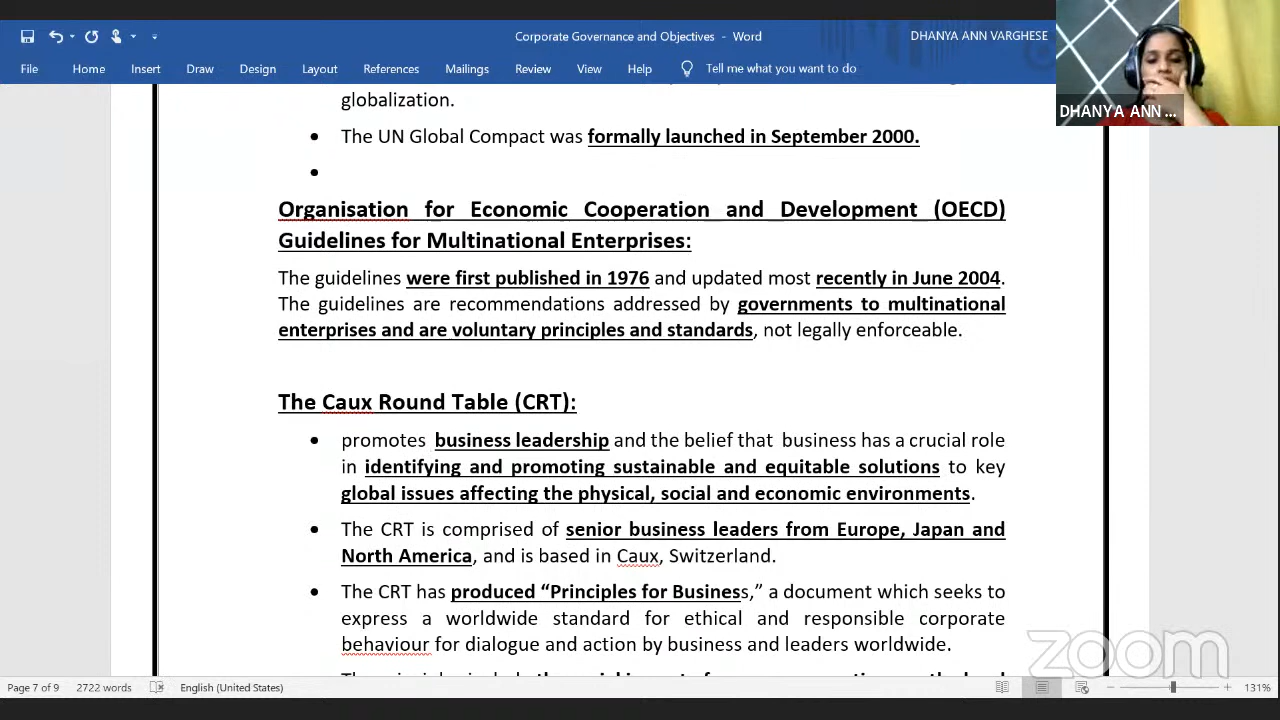 Corporate Governance and Objectives - Word
DHANYA ANN VARGHESE
File Home Insert Draw Design Layout References Mailings Review View Help Tell me what you want to do
DHANYA ANN ...
globalization.
• The UN Global Compact was formally launched in September 2000.
•
Organisation for Economic Cooperation and Development (OECD)
Guidelines for Multinational Enterprises:
The guidelines were first published in 1976 and updated most recently in June 2004.
The guidelines are recommendations addressed by governments to multinational
enterprises and are voluntary principles and standards, not legally enforceable.
The Caux Round Table (CRT):
• promotes business leadership and the belief that business has a crucial role
in identifying and promoting sustainable and equitable solutions to key
global issues affecting the physical, social and economic environments.
• The CRT is comprised of senior business leaders from Europe, Japan and
North America, and is based in Caux, Switzerland.
• The CRT has produced “Principles for Business,” a document which seeks to
express a worldwide standard for ethical and responsible corporate
behaviour for dialogue and action by business and leaders worldwide.
zoom
Page 7 of 9 2722 words English (United States) 131%